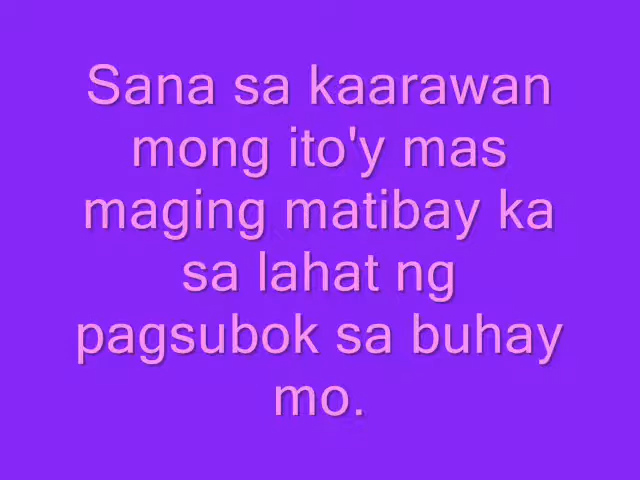 Sana sa kaarawan
mong ito'y mas
maging matibay ka
sa lahat ng
pagsubok sa buhay
mo.